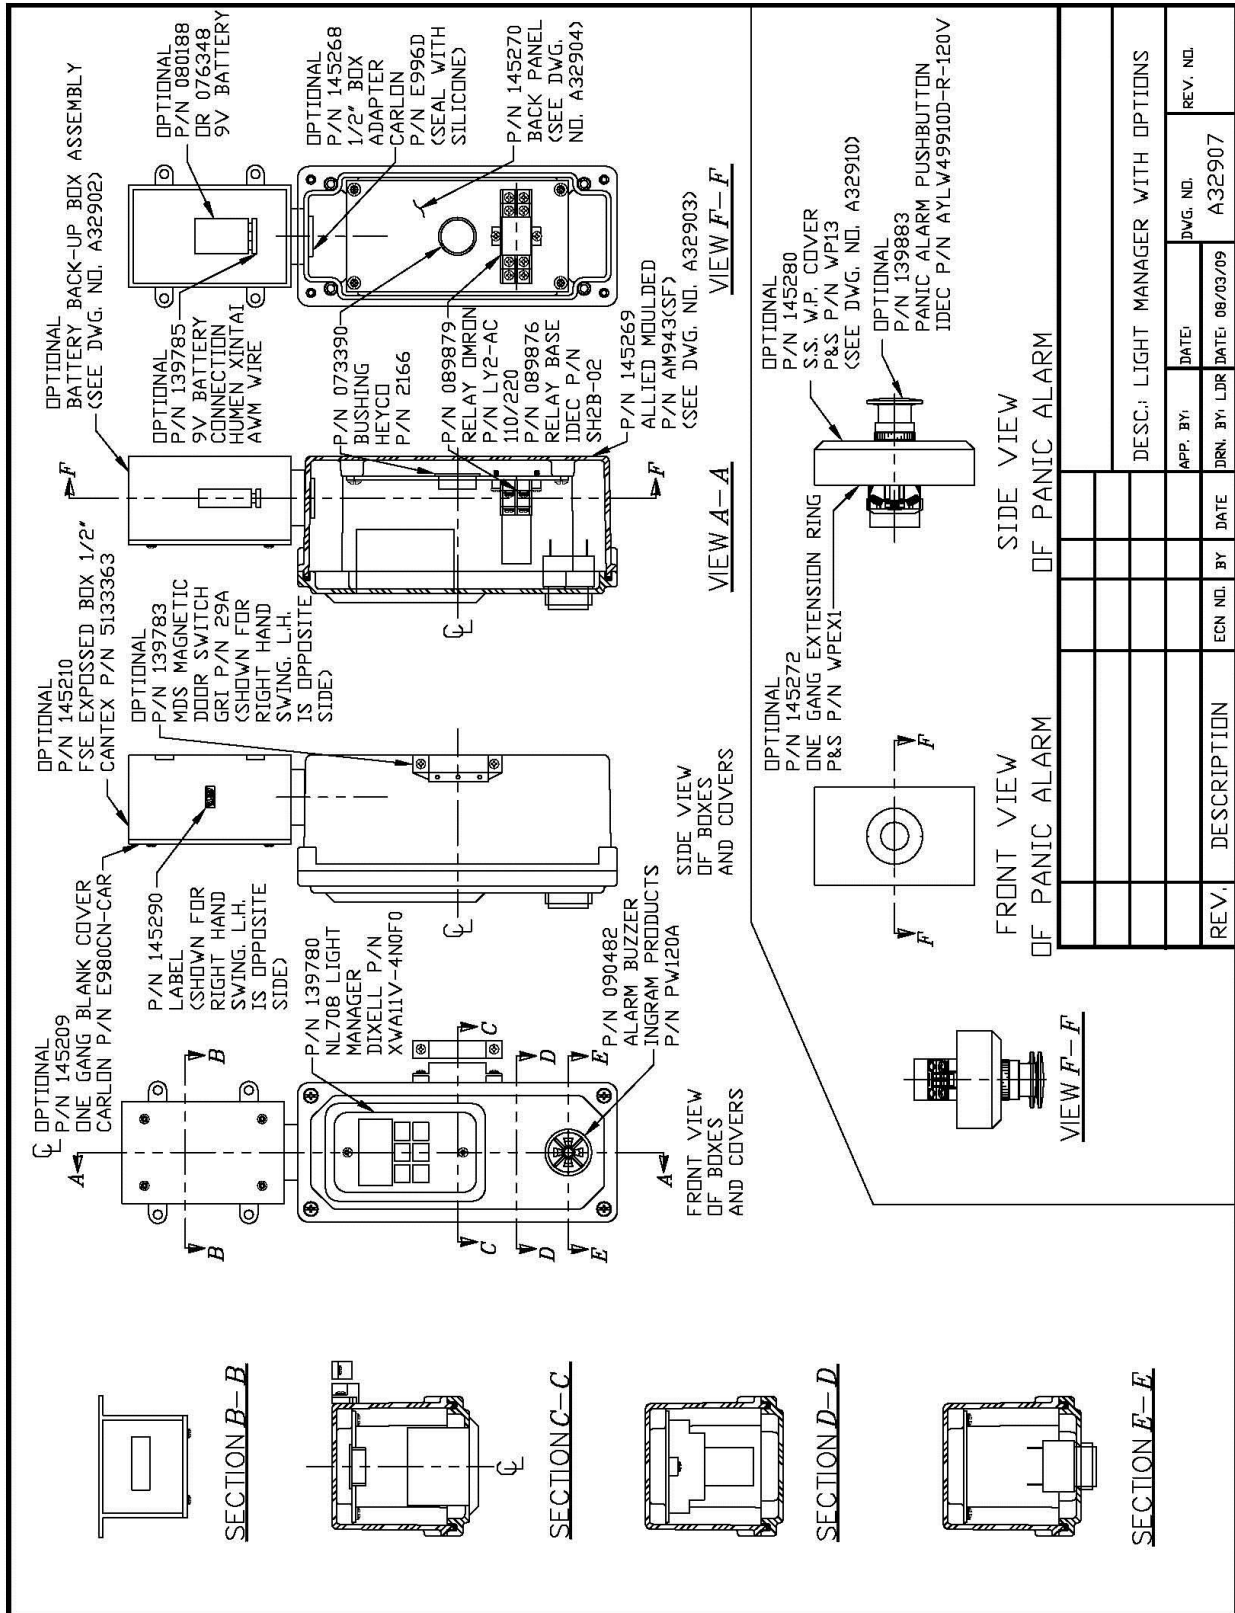 OPTIONAL
P/N 145209
ONE GANG BLANK COVER
CARLON P/N E980CN-CAR
OPTIONAL
P/N 145210
FSE EXPOSED BOX 1/2"
CANTEX P/N 5133363
OPTIONAL
BATTERY BACK-UP BOX ASSEMBLY
(SEE DWG. NO. A32902)
OPTIONAL
P/N 080188
OR 076348
9V BATTERY
P/N 145290
LABEL
(SHOWN FOR
RIGHT HAND
SWING. L.H.
IS OPPOSITE
SIDE)
OPTIONAL
P/N 139783
MDS MAGNETIC
DOOR SWITCH
GRI P/N 29A
(SHOWN FOR
RIGHT HAND
SWING. L.H.
IS OPPOSITE
SIDE)
OPTIONAL
P/N 139785
9V BATTERY
CONNECTION
HUMEN XINTAI
AWM WIRE
OPTIONAL
P/N 145268
1/2" BOX
ADAPTER
CARLON
P/N E996D
(SEAL WITH
SILICONE)
P/N 139780
NL708 LIGHT
MANAGER
DIXELL P/N
XWA11V-4N0F0
P/N 073390
BUSHING
HEYCO
P/N 2166
P/N 145270
BACK PANEL
(SEE DWG.
NO. A32904)
P/N 089879
RELAY OMRON
P/N LY2-AC
110/220
P/N 089876
RELAY BASE
IDEC P/N
SH2B-02
P/N 090482
ALARM BUZZER
INGRAM PRODUCTS
P/N PW120A
P/N 145269
ALLIED MOULDED
P/N AM943(SF)
(SEE DWG. NO. A32903)
A
A
B
B
C
C
D
D
E
E
F
F
FRONT VIEW
OF BOXES
AND COVERS
SIDE VIEW
OF BOXES
AND COVERS
VIEW A-A
VIEW F-F
SECTION B-B
SECTION C-C
SECTION D-D
SECTION E-E
OPTIONAL
P/N 145272
ONE GANG EXTENSION RING
P&S P/N WPEX1
OPTIONAL
P/N 145280
S.S. W.P. COVER
P&S P/N WP13
(SEE DWG. NO. A32910)
OPTIONAL
P/N 139883
PANIC ALARM PUSHBUTTON
IDEC P/N AYLW49910D-R-120V
F
F
VIEW F-F
FRONT VIEW
OF PANIC ALARM
SIDE VIEW
OF PANIC ALARM
REV.
DESCRIPTION
ECN NO.
BY
DATE
DESC.: LIGHT MANAGER WITH OPTIONS
APP. BY:
DATE:
DWG. NO.
REV. NO.
DRN. BY: LDR
DATE: 08/03/09
A32907